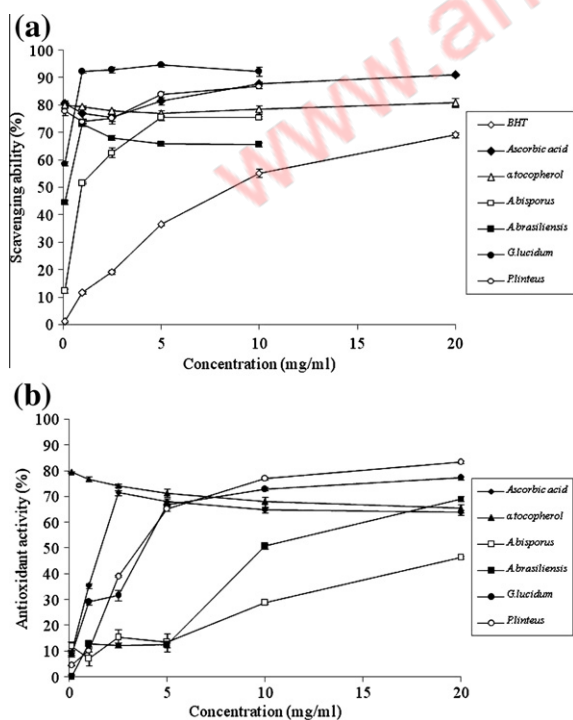 (a)
www.an
100
90
80
70
60
50
40
30
20
10
0
Scavenging ability (%)
0 5 10 15 20
Concentration (mg/ml)
BHT
Ascorbic acid
α tocopherol
A.bisporus
A.brasiliensis
G.lucidum
P.linteus
(b)
100
90
80
70
60
50
40
30
20
10
0
Antioxidant activity (%)
0 5 10 15 20
Concentration (mg/ml)
Ascorbic acid
α tocopherol
A.bisporus
A.brasiliensis
G.lucidum
P.linteus